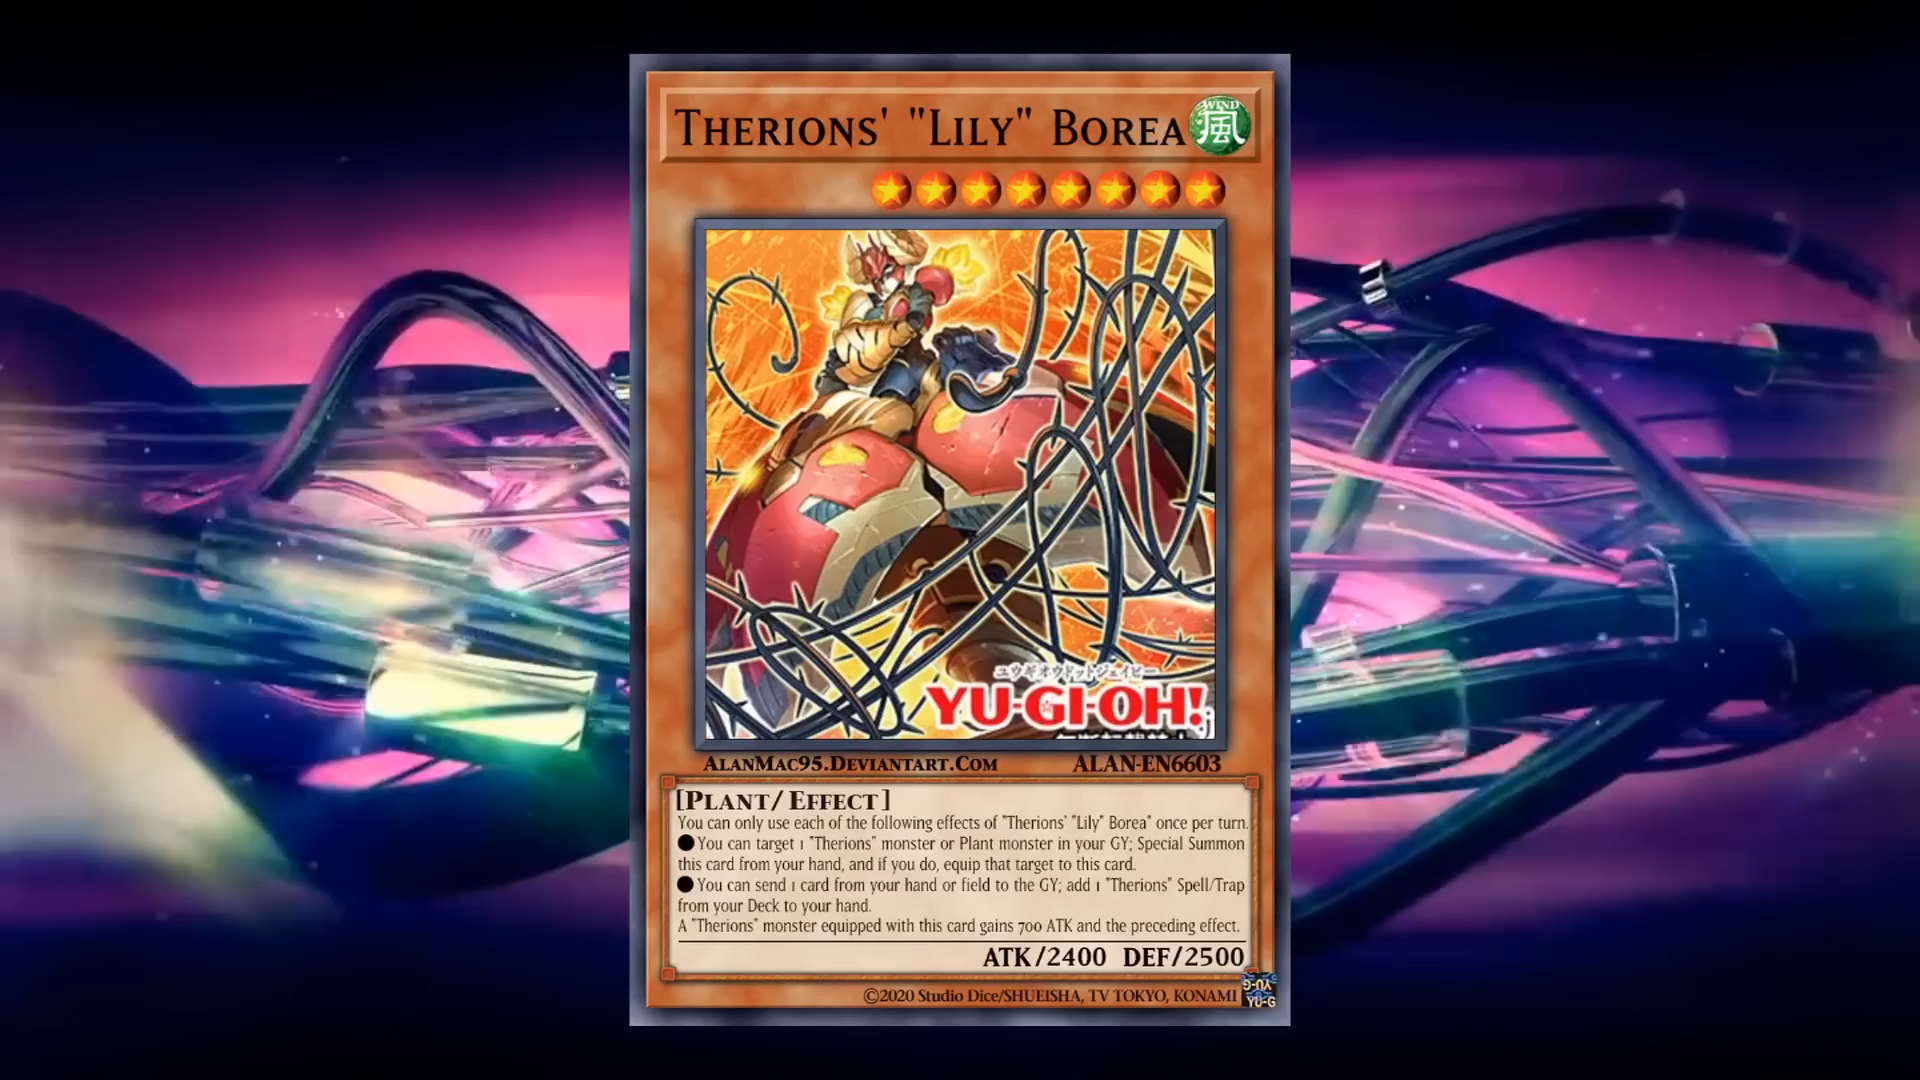 THERIONS' "LILY" BOREA
WIND
風
ユウギオウドットジェイピー
YU-GI-OH!
ALANMAC95.DEVIANTART.COM ALAN-EN6603
[PLANT/ EFFECT]
You can only use each of the following effects of "Therions' "Lily" Borea" once per turn.
●You can target 1 "Therions" monster or Plant monster in your GY; Special Summon
this card from your hand, and if you do, equip that target to this card.
●You can send 1 card from your hand or field to the GY; add 1 "Therions" Spell/Trap
from your Deck to your hand.
A "Therions" monster equipped with this card gains 700 ATK and the preceding effect.
ATK/2400 DEF/2500
©2020 Studio Dice/SHUEISHA, TV TOKYO, KONAMI